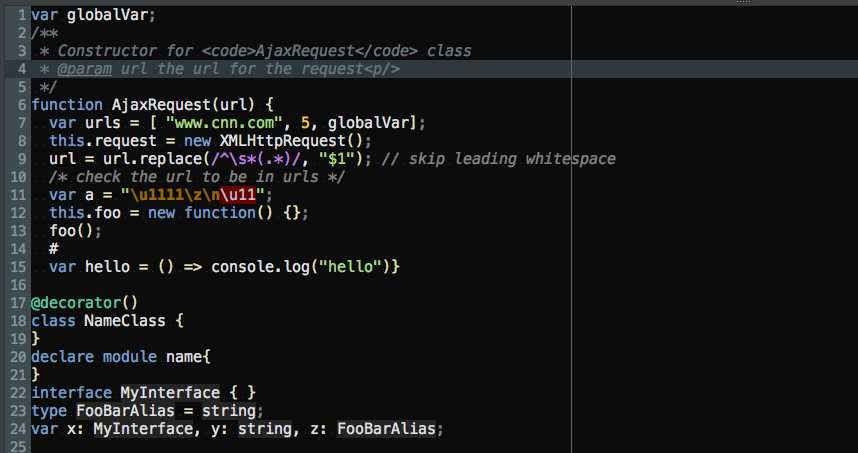 1 var globalVar;
2 /**
3  * Constructor for <code>AjaxRequest</code> class
4  * @param url the url for the request<p/>
5  */
6 function AjaxRequest(url) {
7   var urls = [ "www.cnn.com", 5, globalVar];
8   this.request = new XMLHttpRequest();
9   url = url.replace(/^\s*(.*)/, "$1"); // skip leading whitespace
10   /* check the url to be in urls */
11   var a = "\u1111\z\n\u11";
12   this.foo = new function() {};
13   foo();
14   #
15   var hello = () => console.log("hello")}
16
17 @decorator()
18 class NameClass {
19 }
20 declare module name{
21 }
22 interface MyInterface { }
23 type FooBarAlias = string;
24 var x: MyInterface, y: string, z: FooBarAlias;
25